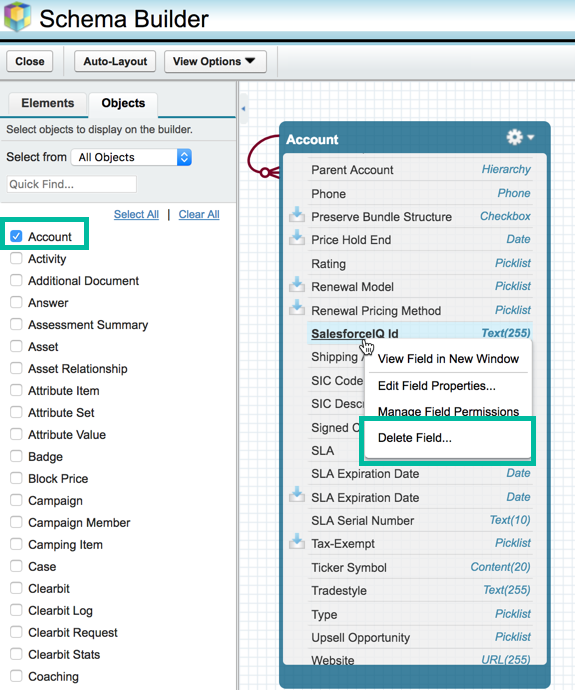 Schema Builder
Close
Auto-Layout
View Options
Elements
Objects
Select objects to display on the builder.
Select from
All Objects
Quick Find...
Select All | Clear All
Account
Activity
Additional Document
Answer
Assessment Summary
Asset
Asset Relationship
Attribute Item
Attribute Set
Attribute Value
Badge
Block Price
Campaign
Campaign Member
Camping Item
Case
Clearbit
Clearbit Log
Clearbit Request
Clearbit Stats
Coaching
Account
Parent Account Hierarchy
Phone Phone
Preserve Bundle Structure Checkbox
Price Hold End Date
Rating Picklist
Renewal Model Picklist
Renewal Pricing Method Picklist
SalesforceIQ Id Text(255)
Shipping
SIC Code
SIC Desc
Signed
SLA
View Field in New Window
Edit Field Properties...
Manage Field Permissions
Delete Field...
SLA Expiration Date Date
SLA Expiration Date Date
SLA Serial Number Text(10)
Tax-Exempt Picklist
Ticker Symbol Content(20)
Tradestyle Text(255)
Type Picklist
Upsell Opportunity Picklist
Website URL(255)